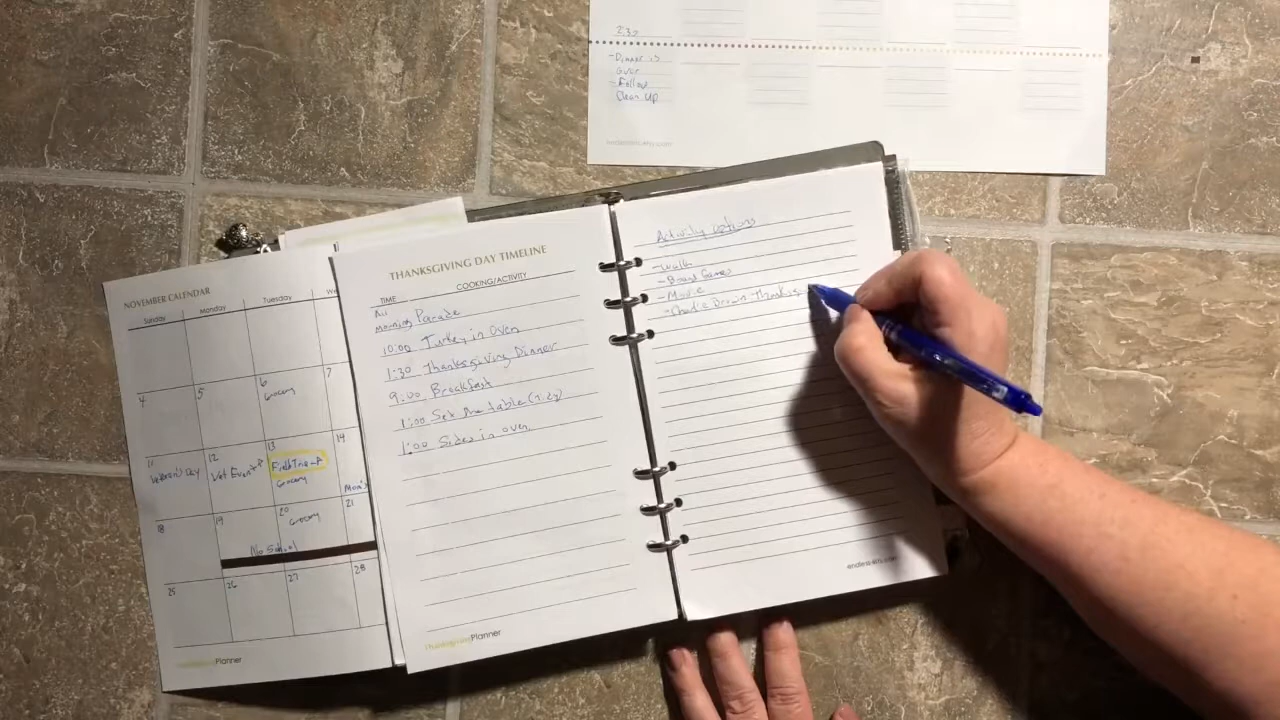 2:30
-Dinner is
over
-Follow
Clean Up
NOVEMBER CALENDAR
Sunday Monday Tuesday
4 5 6 7
Grocery
11 12 13 14
Veteran's Day Vet Event
Field Trip-A
Grocery
Mom's
18 19 20 21
Grocery
No School
25 26 27 28
Planner
THANKSGIVING DAY TIMELINE
TIME COOKING/ACTIVITY
All
Morning Parade
10:00 Turkey in Oven
1:30 Thanksgiving Dinner
9:00 Breakfast
1:00 Set the table
1:00 Sides in oven
Thanksgiving Planner
Activity Options
-Walk
-Board Games
-Movie
-Charlie Brown Thanksg